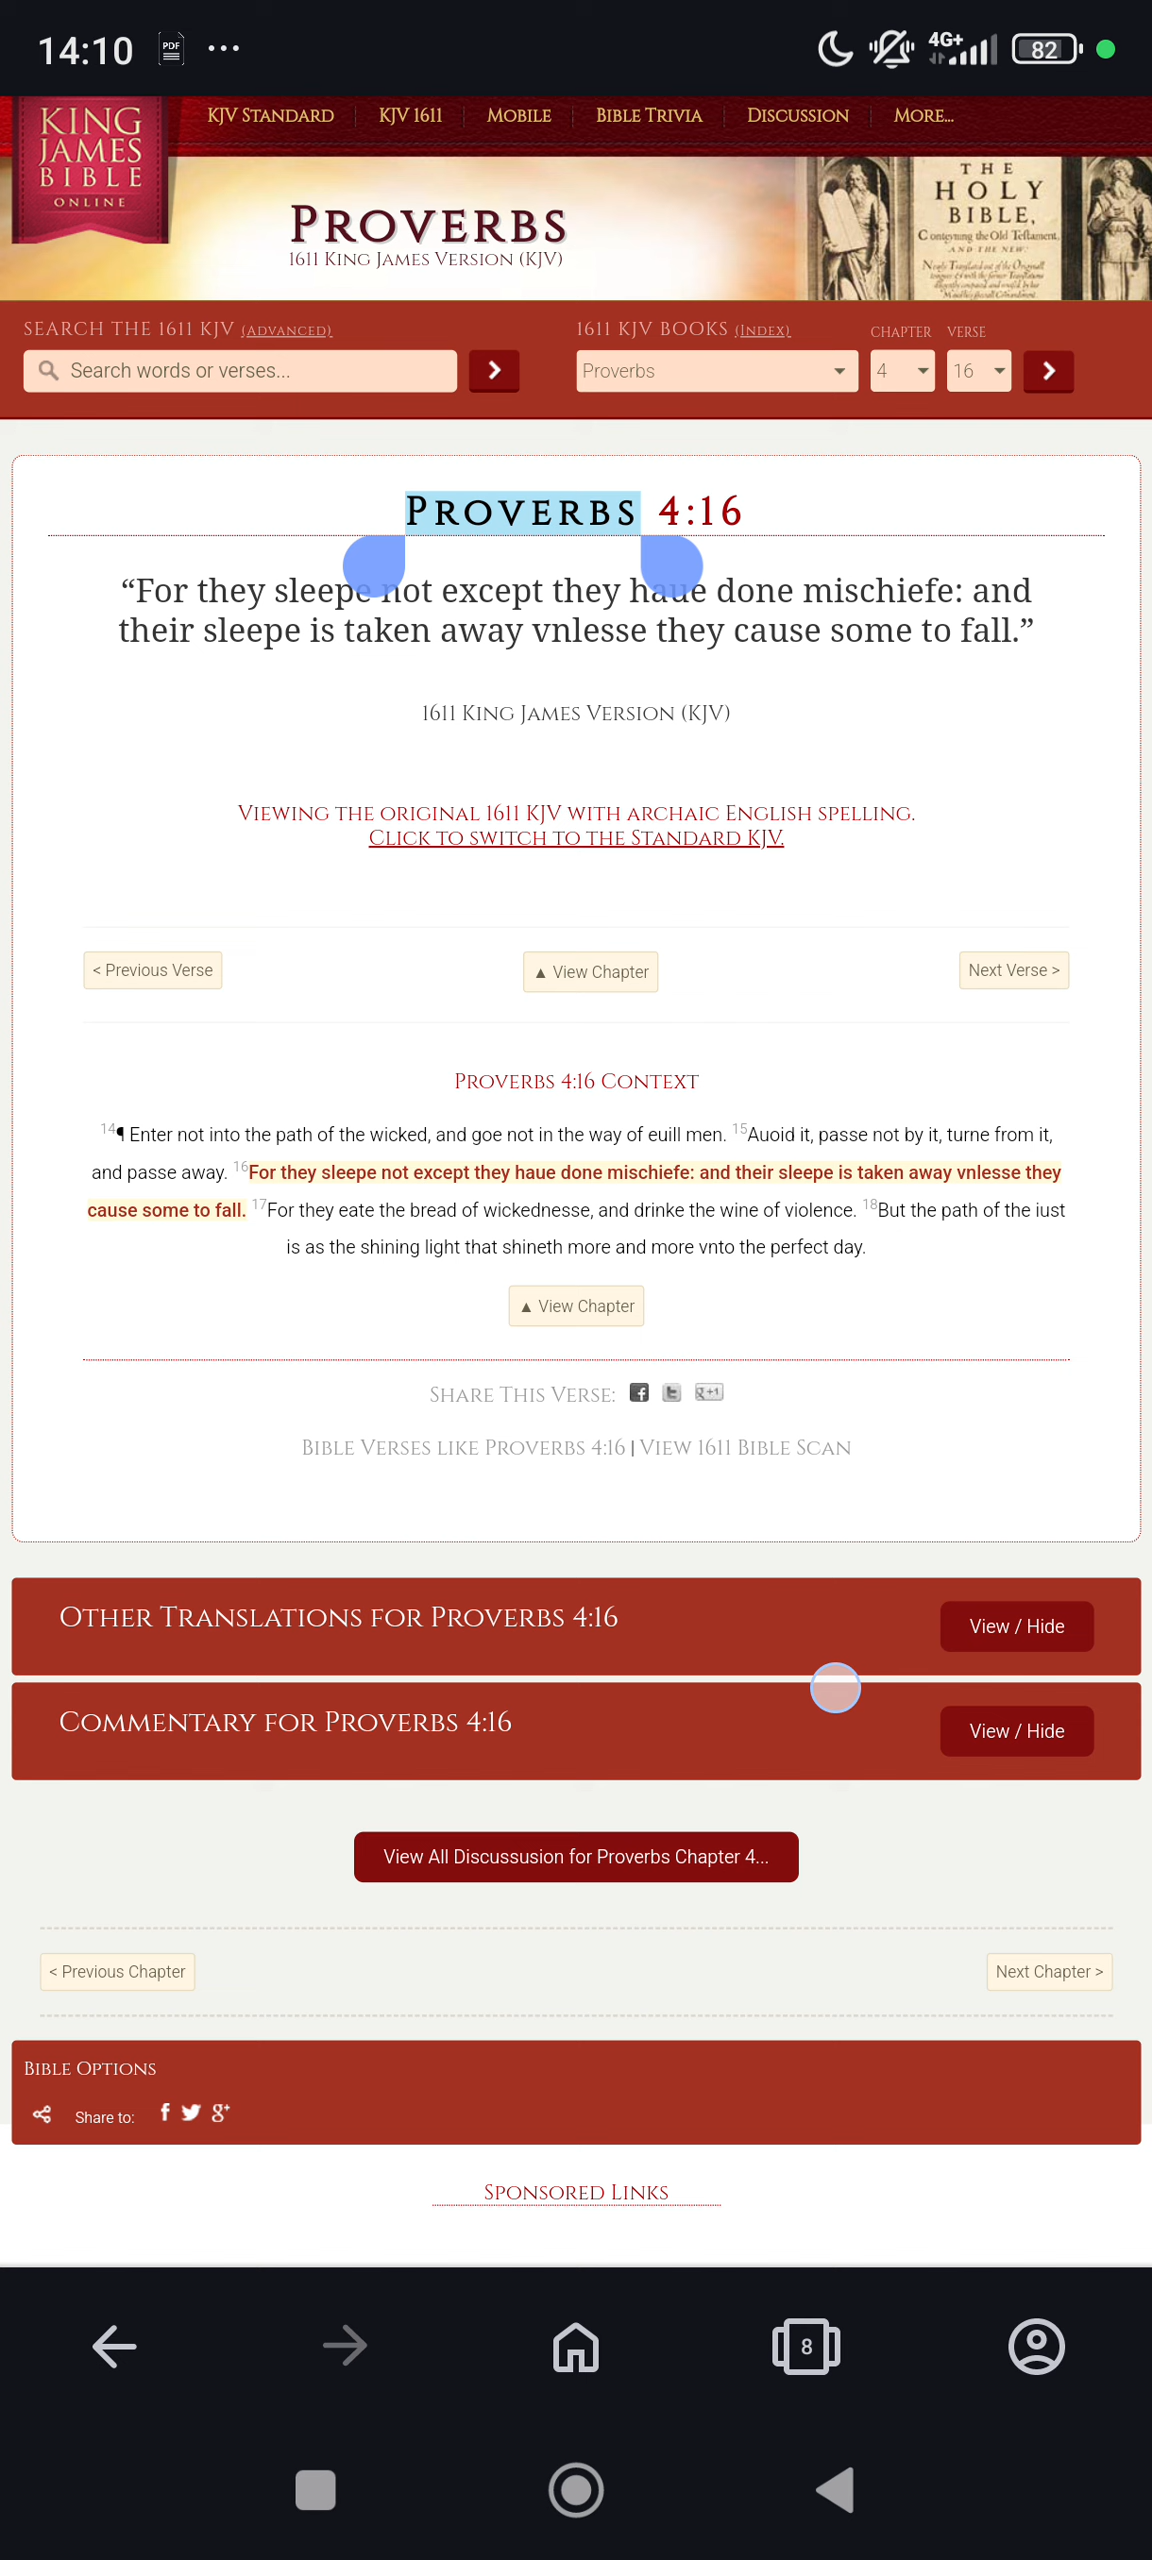 14:10
PDF
4G+
82
KING
JAMES
BIBLE
ONLINE
KJV STANDARD
KJV 1611
MOBILE
BIBLE TRIVIA
DISCUSSION
MORE...
PROVERBS
1611 KING JAMES VERSION (KJV)
THE
HOLY
BIBLE,
Conteyning the Old Testament,
AND THE NEW:
SEARCH THE 1611 KJV (ADVANCED)
1611 KJV BOOKS (INDEX)
CHAPTER
VERSE
Search words or verses...
Proverbs
4
16
PROVERBS 4:16
“For they sleepe not except they haue done mischiefe: and
their sleepe is taken away vnlesse they cause some to fall.”
1611 KING JAMES VERSION (KJV)
VIEWING THE ORIGINAL 1611 KJV WITH ARCHAIC ENGLISH SPELLING.
CLICK TO SWITCH TO THE STANDARD KJV.
< Previous Verse
▲ View Chapter
Next Verse >
PROVERBS 4:16 CONTEXT
14¶ Enter not into the path of the wicked, and goe not in the way of euill men. 15Auoid it, passe not by it, turne from it,
and passe away. 16For they sleepe not except they haue done mischiefe: and their sleepe is taken away vnlesse they
cause some to fall. 17For they eate the bread of wickednesse, and drinke the wine of violence. 18But the path of the iust
is as the shining light that shineth more and more vnto the perfect day.
▲ View Chapter
SHARE THIS VERSE:
g+1
BIBLE VERSES LIKE PROVERBS 4:16 | VIEW 1611 BIBLE SCAN
OTHER TRANSLATIONS FOR PROVERBS 4:16
View / Hide
COMMENTARY FOR PROVERBS 4:16
View / Hide
View All Discussusion for Proverbs Chapter 4...
< Previous Chapter
Next Chapter >
BIBLE OPTIONS
Share to:
SPONSORED LINKS
8